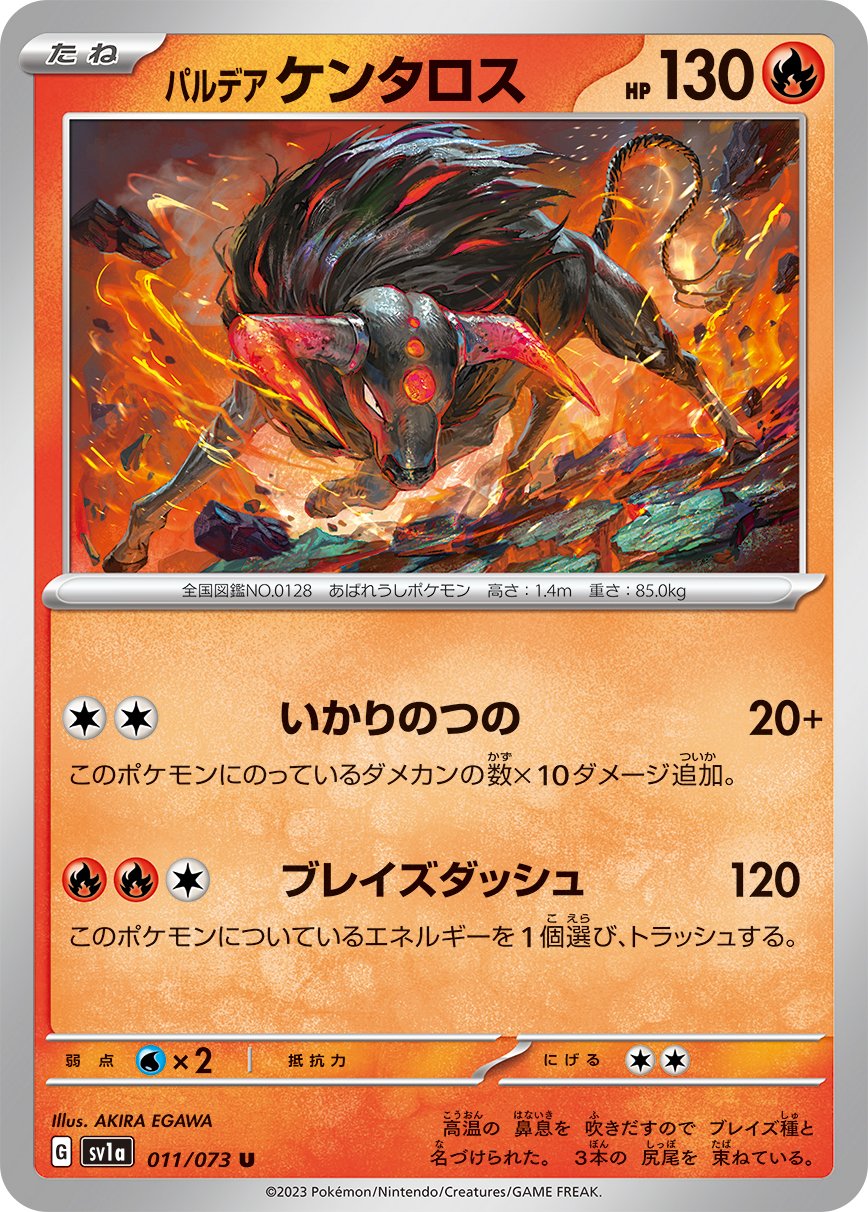 たね
パルデア ケンタロス HP 130
全国図鑑NO.0128 あばれうしポケモン 高さ:1.4m 重さ:85.0kg
いかりのつの 20+
このポケモンにのっているダメカンの数×10ダメージ追加。
ブレイズダッシュ 120
このポケモンについているエネルギーを1個選び、トラッシュする。
弱点 ×2 抵抗力 にげる
Illus. AKIRA EGAWA
G sv1a 011/073 U
高温の 鼻息を 吹きだすので ブレイズ種と
名づけられた。 3本の 尻尾を 束ねている。
©2023 Pokémon/Nintendo/Creatures/GAME FREAK.